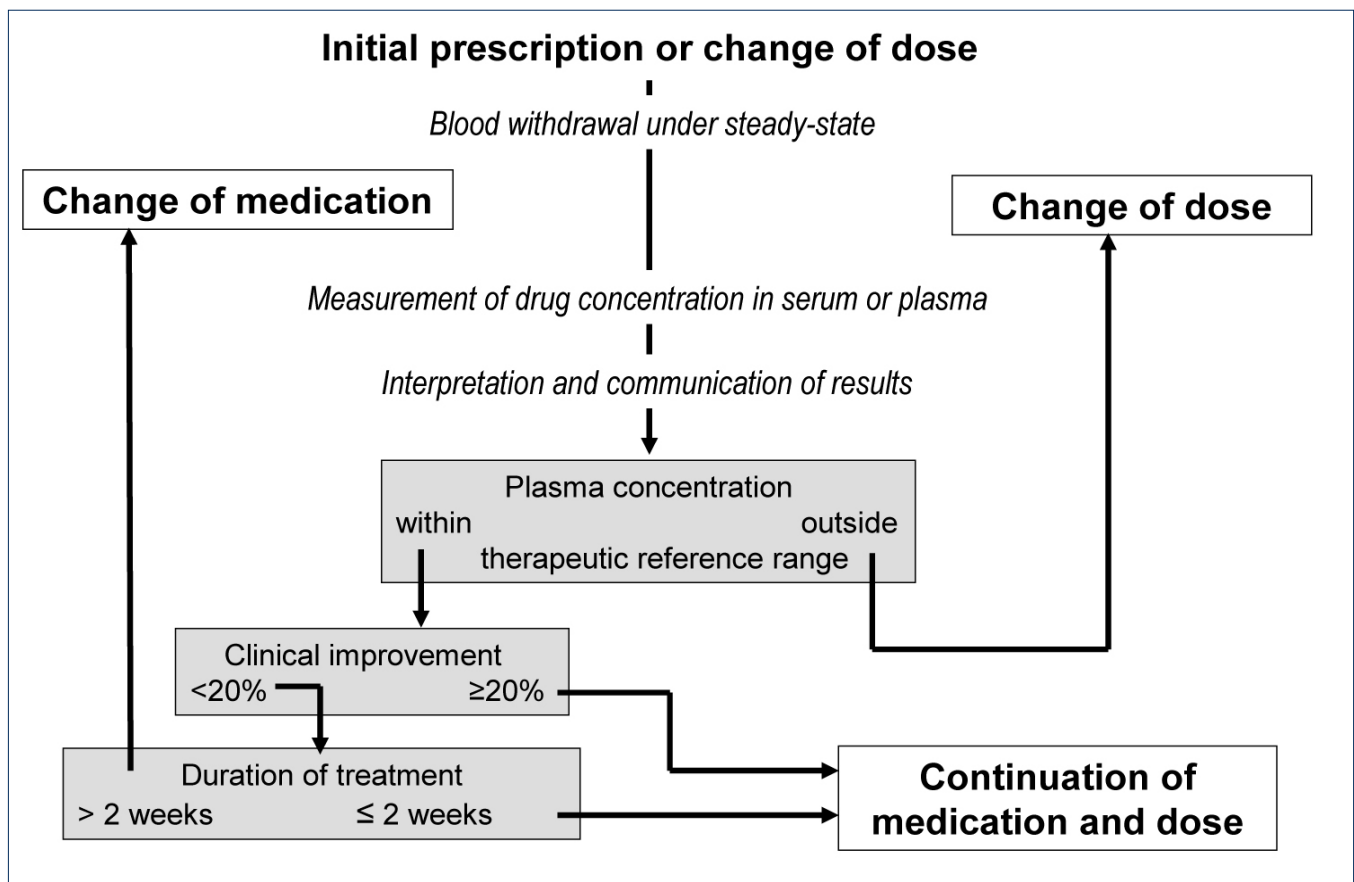 Initial prescription or change of dose
Blood withdrawal under steady-state
Change of medication
Change of dose
Measurement of drug concentration in serum or plasma
Interpretation and communication of results
Plasma concentration
within outside
therapeutic reference range
Clinical improvement
<20% ≥20%
Duration of treatment
> 2 weeks ≤ 2 weeks
Continuation of
medication and dose